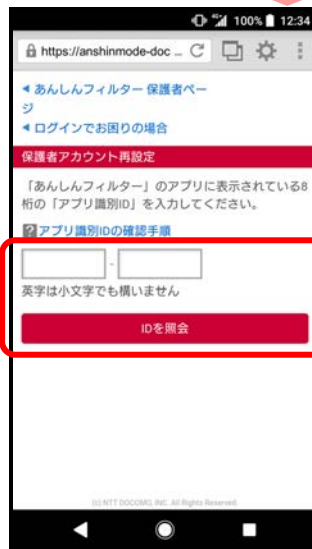 100% 12:34
https://anshinmode-doc ...
◀ あんしんフィルター 保護者ペー
ジ
◀ ログインでお困りの場合
保護者アカウント再設定
「あんしんフィルター」のアプリに表示されている8
桁の「アプリ識別ID」を入力してください。
?アプリ識別IDの確認手順
-
英字は小文字でも構いません
IDを照会
(c) NTT DOCOMO, INC. All Rights Reserved.